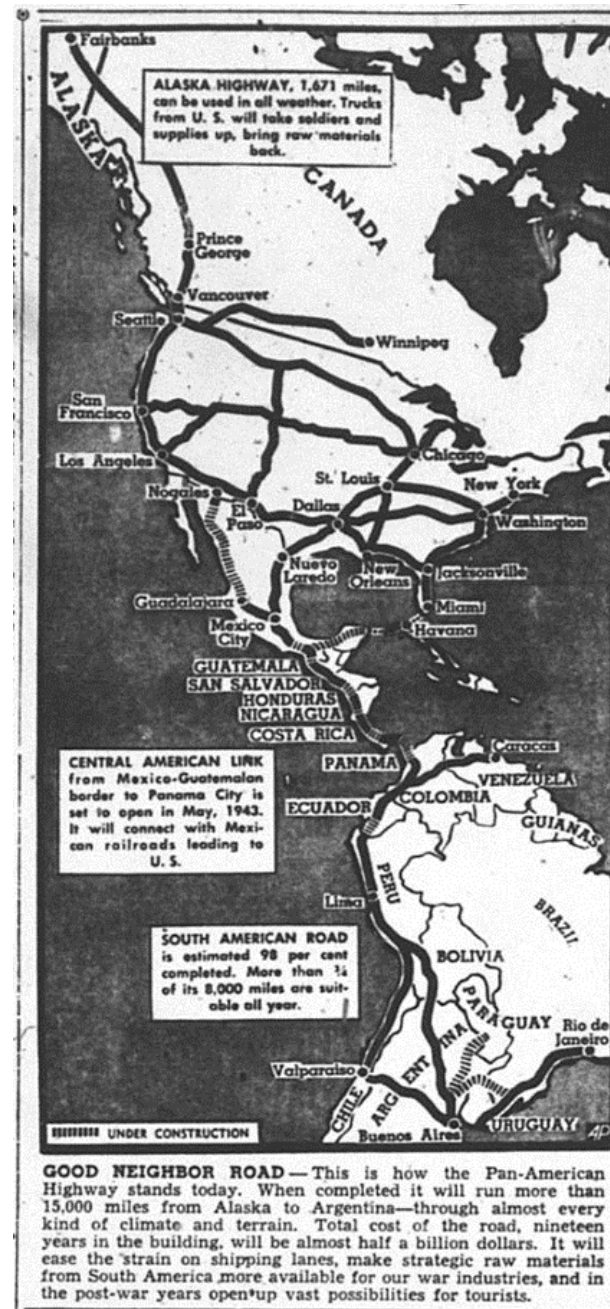 Fairbanks
ALASKA
ALASKA HIGHWAY, 1,671 miles,
can be used in all weather. Trucks
from U. S. will take soldiers and
supplies up, bring raw materials
back.
CANADA
Prince
George
Vancouver
Seattle
Winnipeg
San
Francisco
Chicago
Los Angeles
St. Louis
New York
Nogales
El
Paso
Dallas
Washington
Nuevo
Laredo
New
Orleans
Jacksonville
Guadalajara
Miami
Mexico
City
Havana
GUATEMALA
SAN SALVADOR
HONDURAS
NICARAGUA
COSTA RICA
PANAMA
Caracas
VENEZUELA
CENTRAL AMERICAN LINK
from Mexico-Guatemalan
border to Panama City is
set to open in May, 1943.
It will connect with Mexi-
can railroads leading to
U. S.
ECUADOR
COLOMBIA
GUIANAS
PERU
Lima
BRAZIL
SOUTH AMERICAN ROAD
is estimated 98 per cent
completed. More than ¾
of its 8,000 miles are suit-
able all year.
BOLIVIA
PARAGUAY
Rio de
Janeiro
Valparaiso
CHILE
ARGENTINA
URUGUAY
Buenos Aires
UNDER CONSTRUCTION
AP
GOOD NEIGHBOR ROAD — This is how the Pan-American
Highway stands today. When completed it will run more than
15,000 miles from Alaska to Argentina—through almost every
kind of climate and terrain. Total cost of the road, nineteen
years in the building, will be almost half a billion dollars. It will
ease the strain on shipping lanes, make strategic raw materials
from South America more available for our war industries, and in
the post-war years open up vast possibilities for tourists.